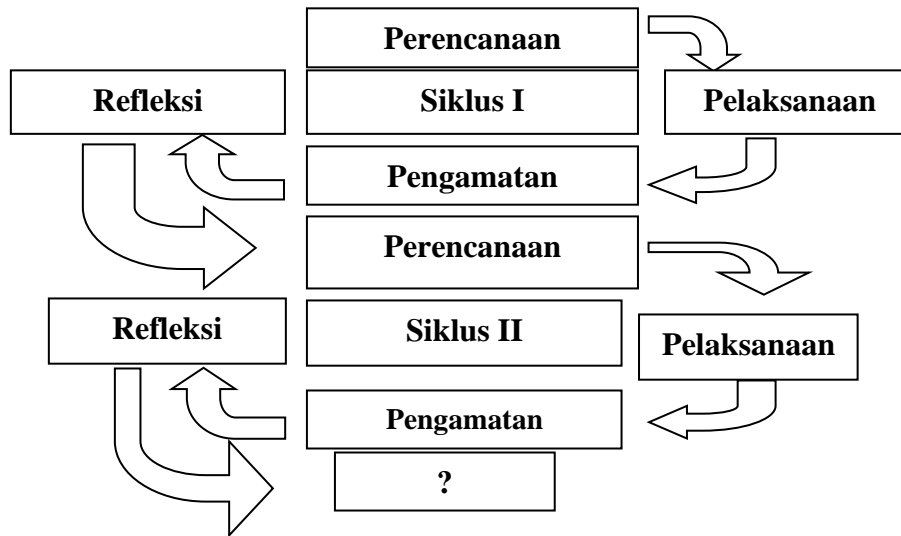 Perencanaan
Refleksi
Siklus I
Pelaksanaan
Pengamatan
Perencanaan
Refleksi
Siklus II
Pelaksanaan
Pengamatan
?